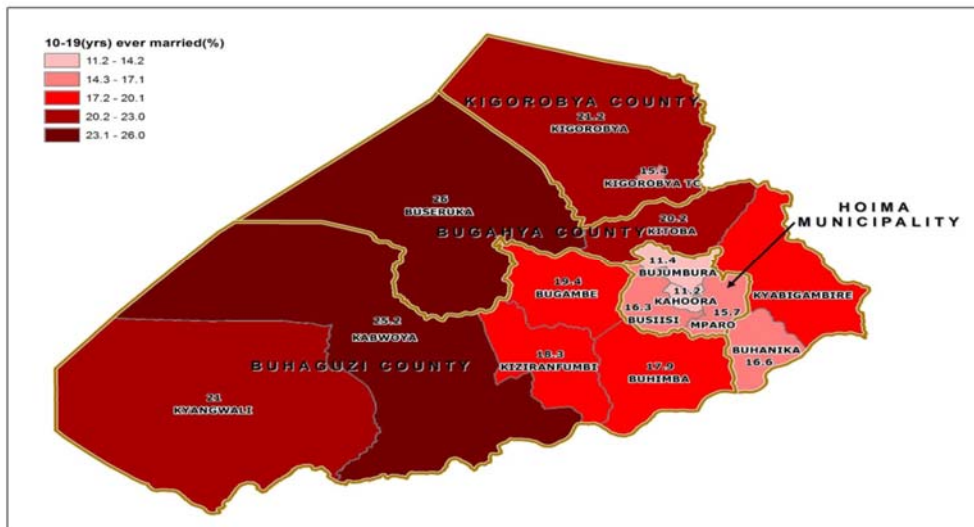 10-19(yrs) ever married(%)
11.2 - 14.2
14.3 - 17.1
17.2 - 20.1
20.2 - 23.0
23.1 - 26.0
KIGOROBYA COUNTY
21.2
KIGOROBYA
15.4
KIGOROBYA TC
HOIMA
MUNICIPALITY
26
BUSERUKA
20.2
KITOBA
BUGAHYA COUNTY
11.4
BUJUMBURA
19.4
BUGAMBE
11.2
KAHOORA
KYABIGAMBIRE
16.3
BUSIISI
15.7
MPARO
25.2
KABWOYA
BUHANIKA
16.6
18.3
KIZIRANFUMBI
17.9
BUHIMBA
BUHAGUZI COUNTY
21
KYANGWALI